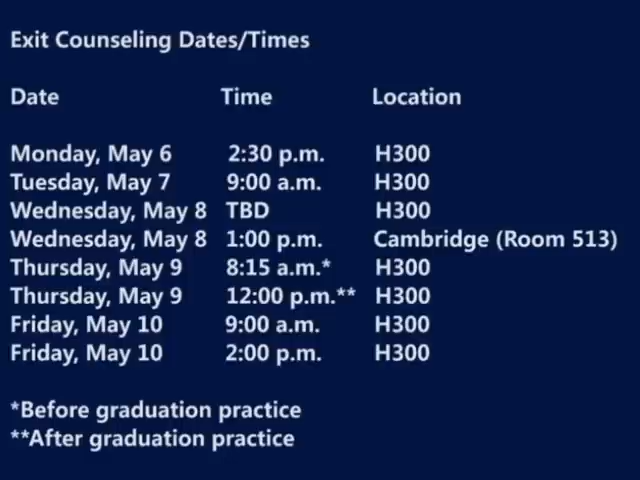 Exit Counseling Dates/Times
Date Time Location
Monday, May 6 2:30 p.m. H300
Tuesday, May 7 9:00 a.m. H300
Wednesday, May 8 TBD H300
Wednesday, May 8 1:00 p.m. Cambridge (Room 513)
Thursday, May 9 8:15 a.m.* H300
Thursday, May 9 12:00 p.m.** H300
Friday, May 10 9:00 a.m. H300
Friday, May 10 2:00 p.m. H300
*Before graduation practice
**After graduation practice